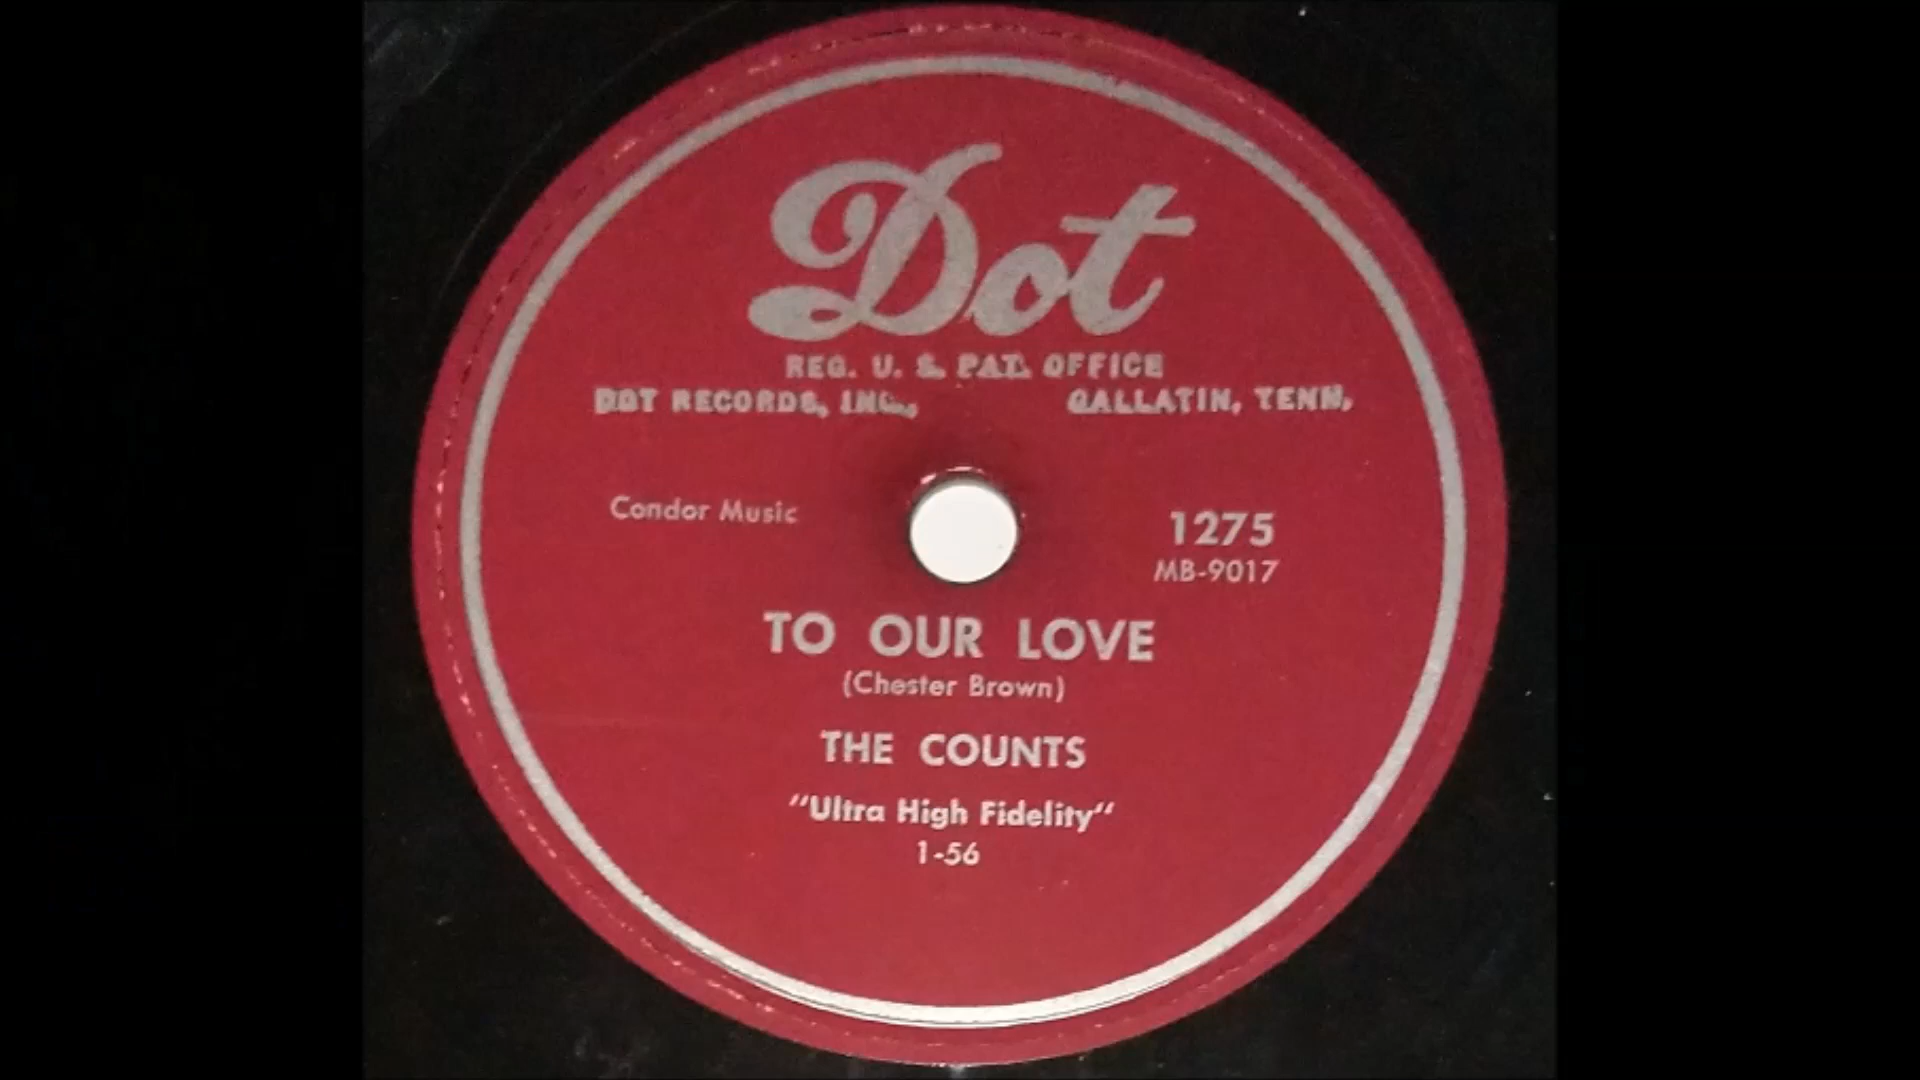 Dot
REG. U. S. PAT. OFFICE
DOT RECORDS, INC., GALLATIN, TENN.
Condor Music
1275
MB-9017
TO OUR LOVE
(Chester Brown)
THE COUNTS
"Ultra High Fidelity"
1-56